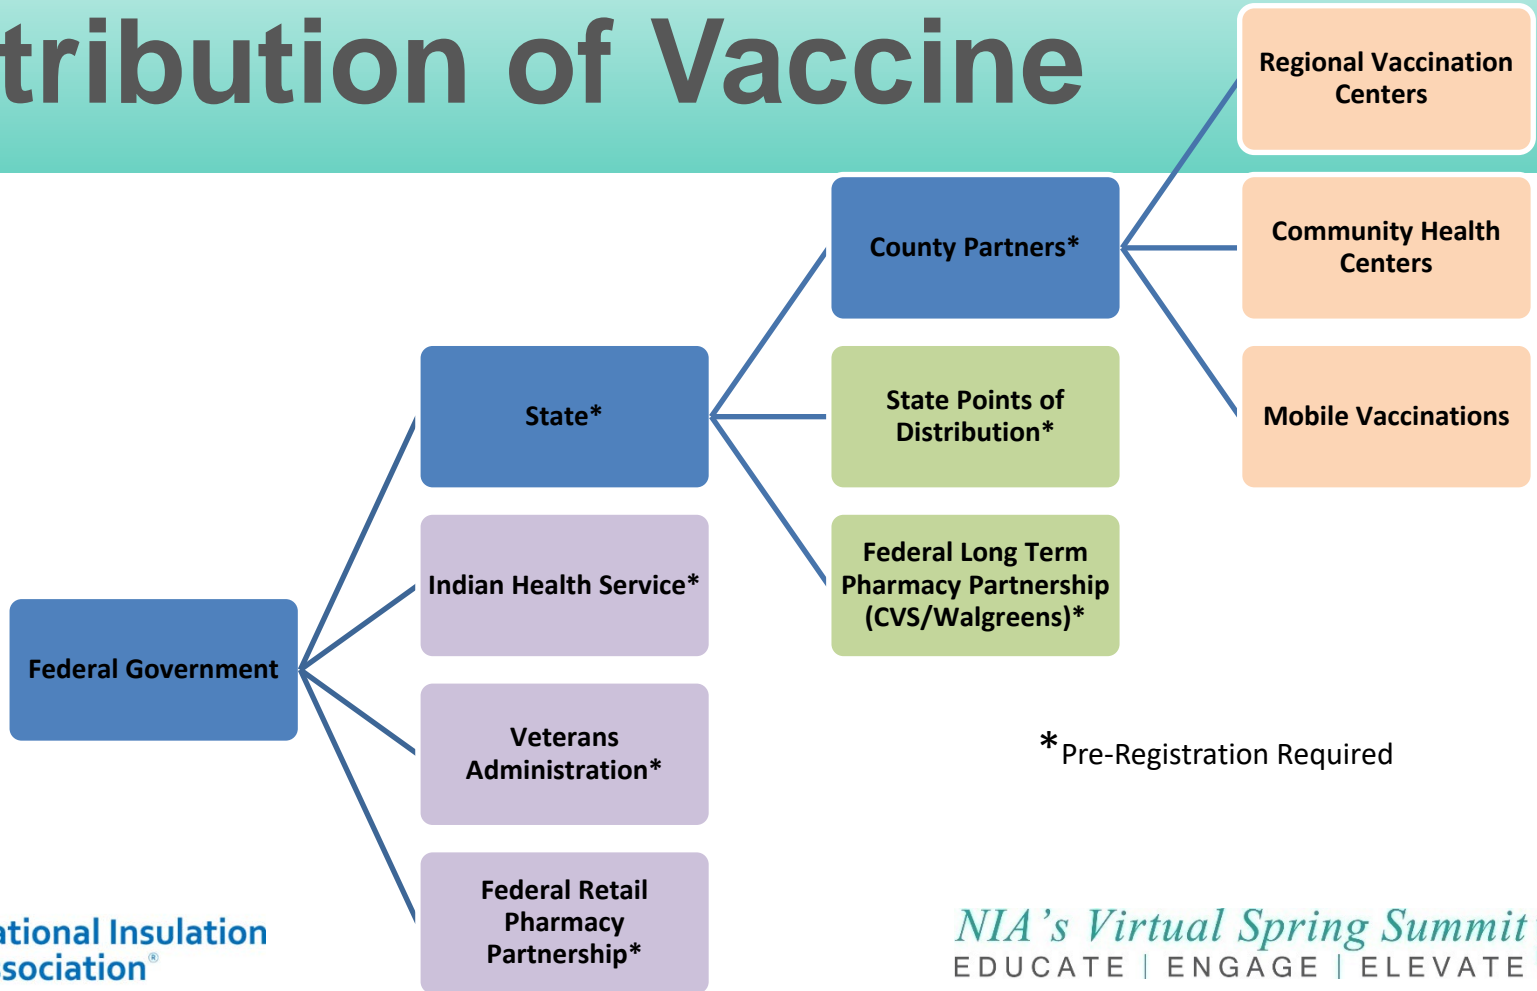 tribution of Vaccine
Regional Vaccination
Centers
County Partners*
Community Health
Centers
State*
State Points of
Distribution*
Mobile Vaccinations
Indian Health Service*
Federal Long Term
Pharmacy Partnership
(CVS/Walgreens)*
Federal Government
Veterans
Administration*
*Pre-Registration Required
Federal Retail
Pharmacy
Partnership*
ational Insulation
ssociation®
NIA's Virtual Spring Summit
EDUCATE | ENGAGE | ELEVATE